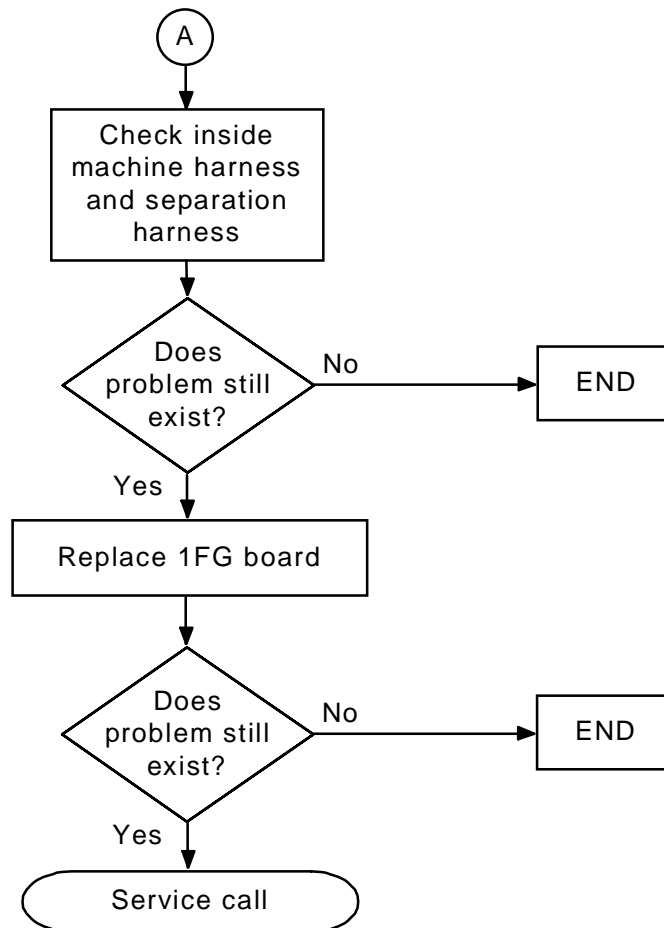 A
Check inside
machine harness
and separation
harness
Does
problem still
exist?
No
END
Yes
Replace 1FG board
Does
problem still
exist?
No
END
Yes
Service call